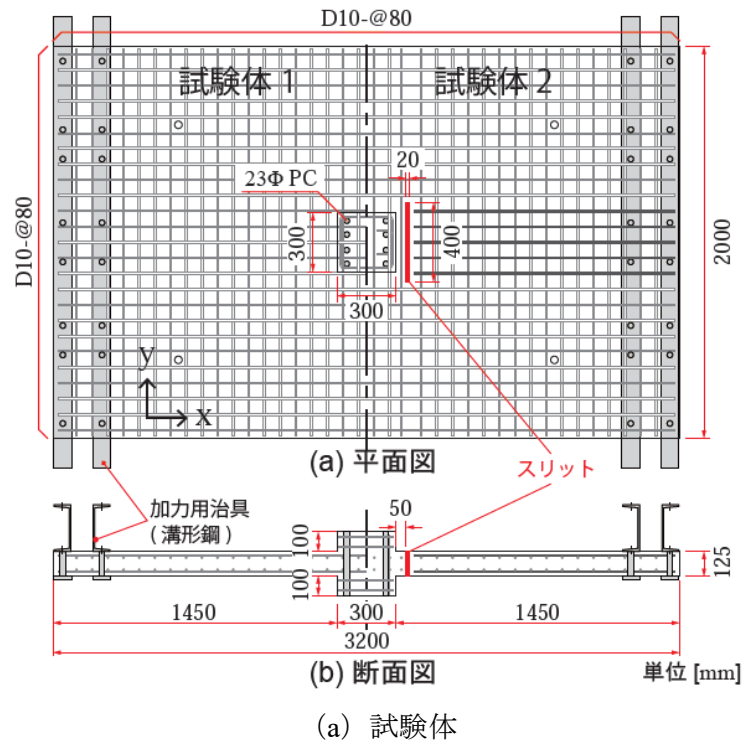 D10-@80
試験体 1
試験体 2
20
23Φ PC
D10-@80
300
400
2000
300
y
x
(a) 平面図
スリット
加力用治具
(溝形鋼)
50
100
100
125
1450
300
1450
3200
(b) 断面図
単位 [mm]
(a) 試験体